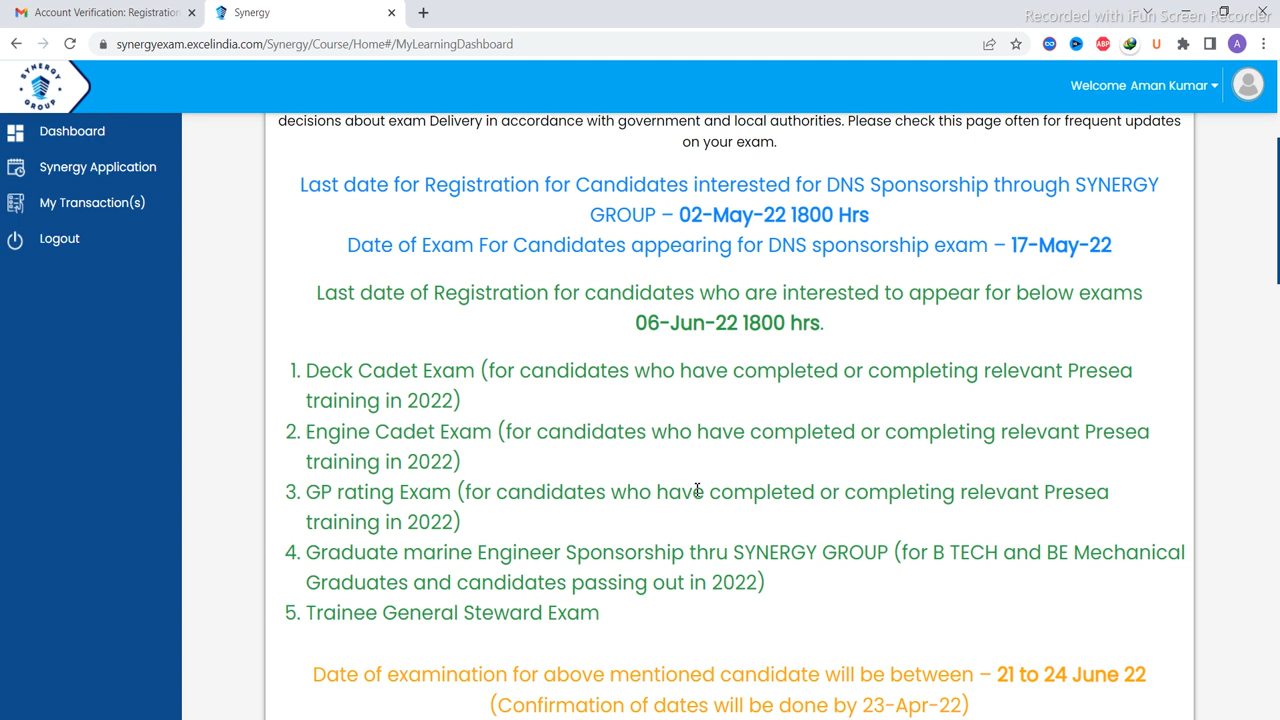 Account Verification: Registration
Synergy
Recorded with iFun Screen Recorder
synergyexam.excelindia.com/Synergy/Course/Home#/MyLearningDashboard
ABP
U
A
SYNERGY GROUP
Welcome Aman Kumar
Dashboard
Synergy Application
My Transaction(s)
Logout
decisions about exam Delivery in accordance with government and local authorities. Please check this page often for frequent updates
on your exam.
Last date for Registration for Candidates interested for DNS Sponsorship through SYNERGY
GROUP – 02-May-22 1800 Hrs
Date of Exam For Candidates appearing for DNS sponsorship exam – 17-May-22
Last date of Registration for candidates who are interested to appear for below exams
06-Jun-22 1800 hrs.
1. Deck Cadet Exam (for candidates who have completed or completing relevant Presea
training in 2022)
2. Engine Cadet Exam (for candidates who have completed or completing relevant Presea
training in 2022)
3. GP rating Exam (for candidates who have completed or completing relevant Presea
training in 2022)
4. Graduate marine Engineer Sponsorship thru SYNERGY GROUP (for B TECH and BE Mechanical
Graduates and candidates passing out in 2022)
5. Trainee General Steward Exam
Date of examination for above mentioned candidate will be between – 21 to 24 June 22
(Confirmation of dates will be done by 23-Apr-22)